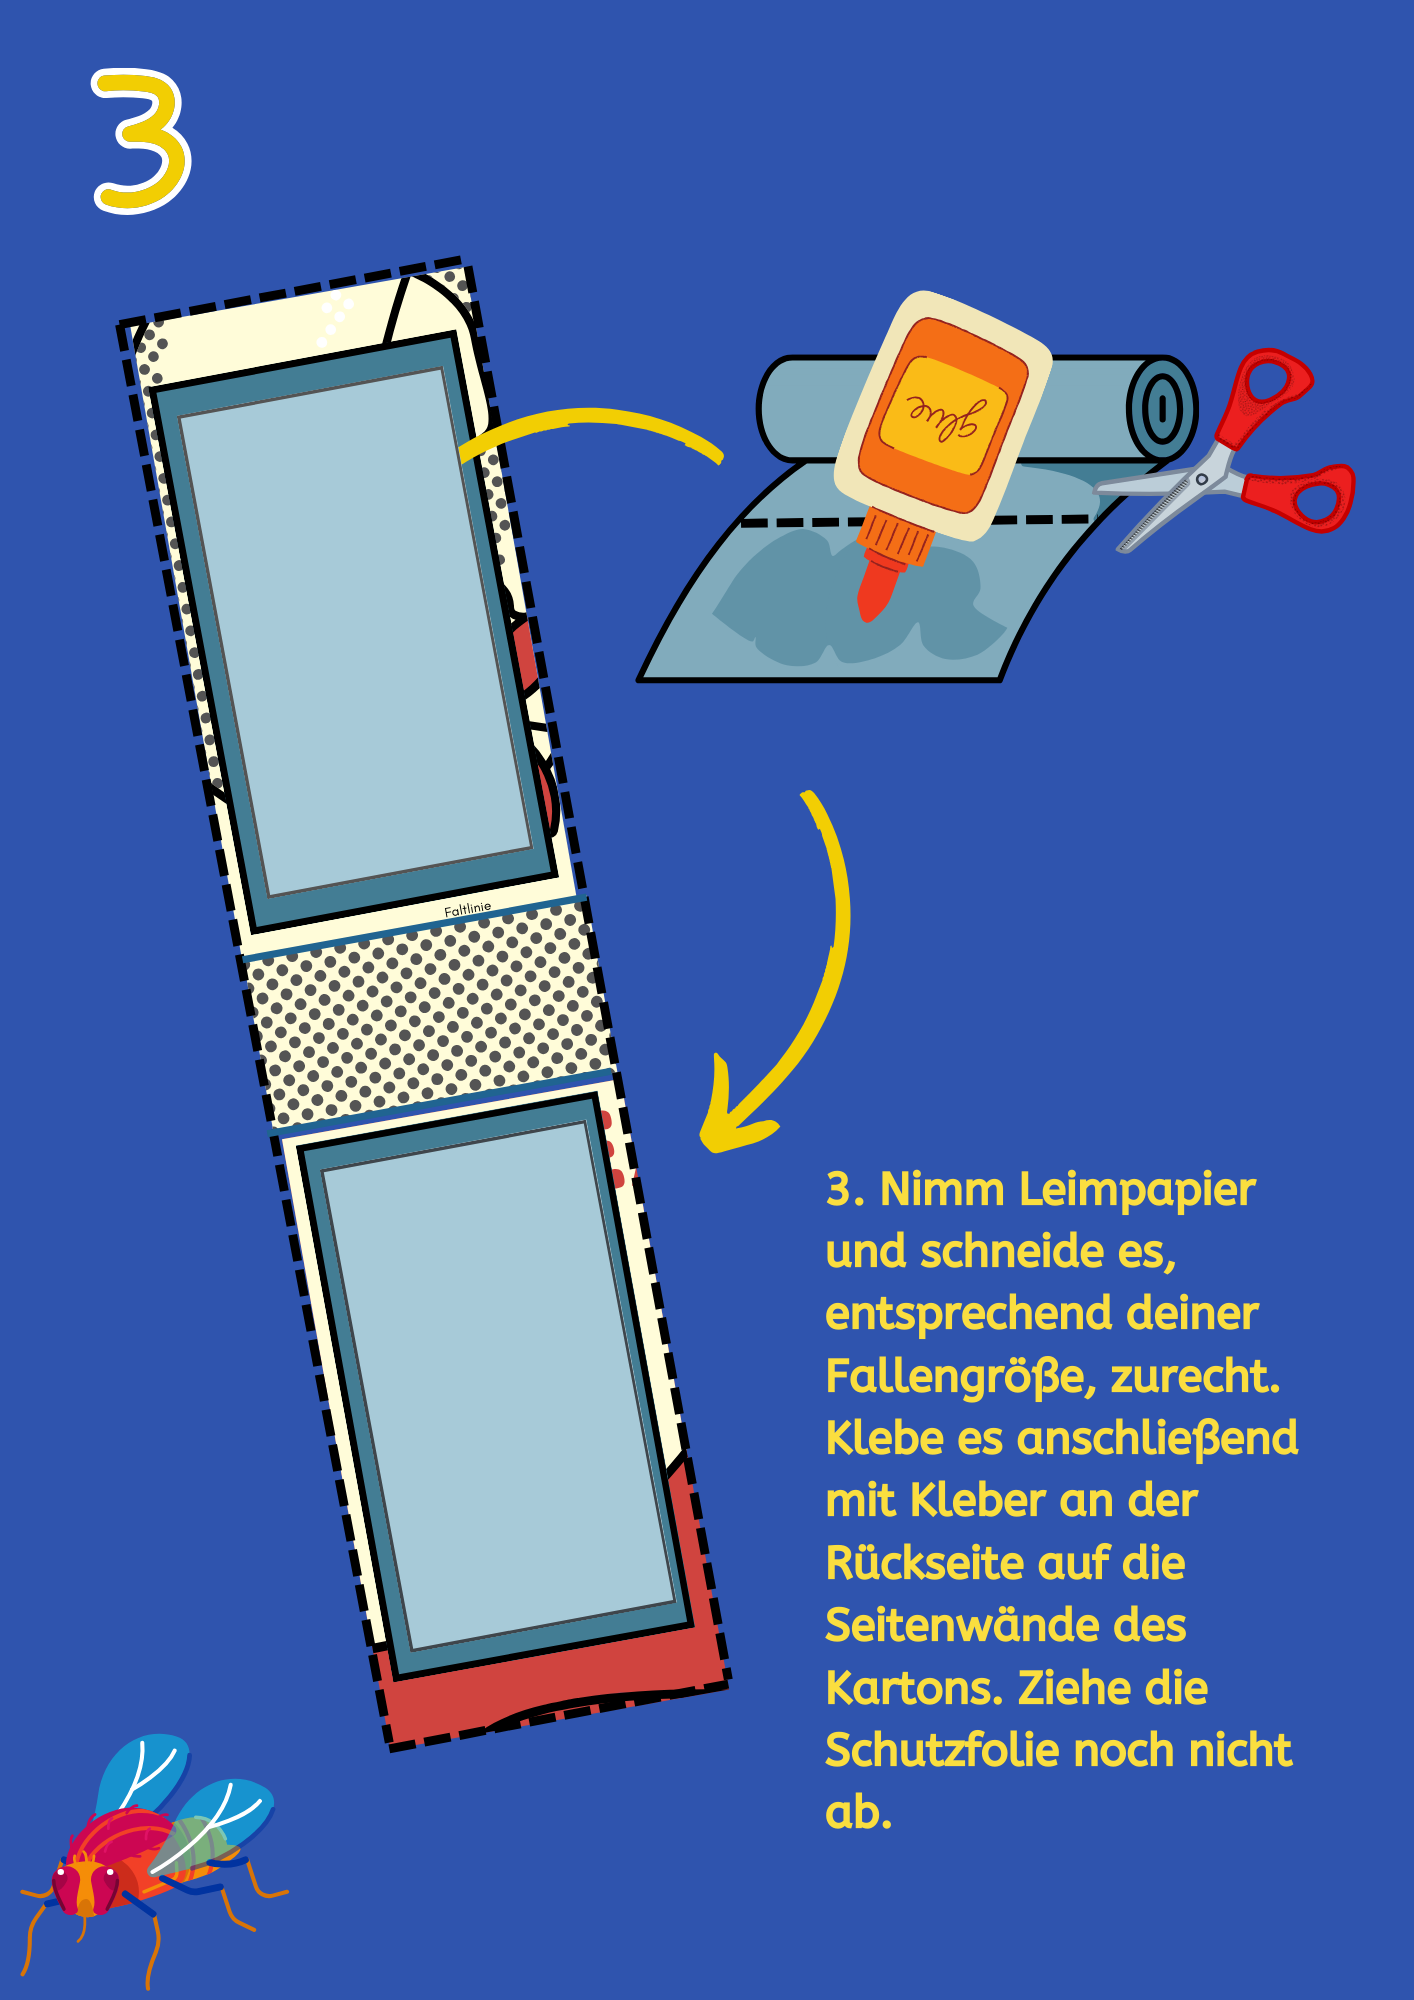 3
glue
Faltlinie
3. Nimm Leimpapier
und schneide es,
entsprechend deiner
Fallengröße, zurecht.
Klebe es anschließend
mit Kleber an der
Rückseite auf die
Seitenwände des
Kartons. Ziehe die
Schutzfolie noch nicht
ab.